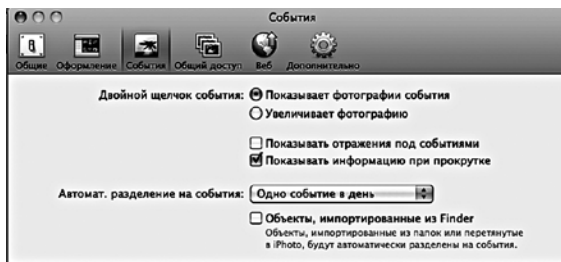 События
Общие Оформление События Общий доступ Веб Дополнительно
Двойной щелчок события: Показывает фотографии события
Увеличивает фотографию
Показывать отражения под событиями
Показывать информацию при прокрутке
Автомат. разделение на события: Одно событие в день
Объекты, импортированные из Finder
Объекты, импортированные из папок или перетянутые
в iPhoto, будут автоматически разделены на события.